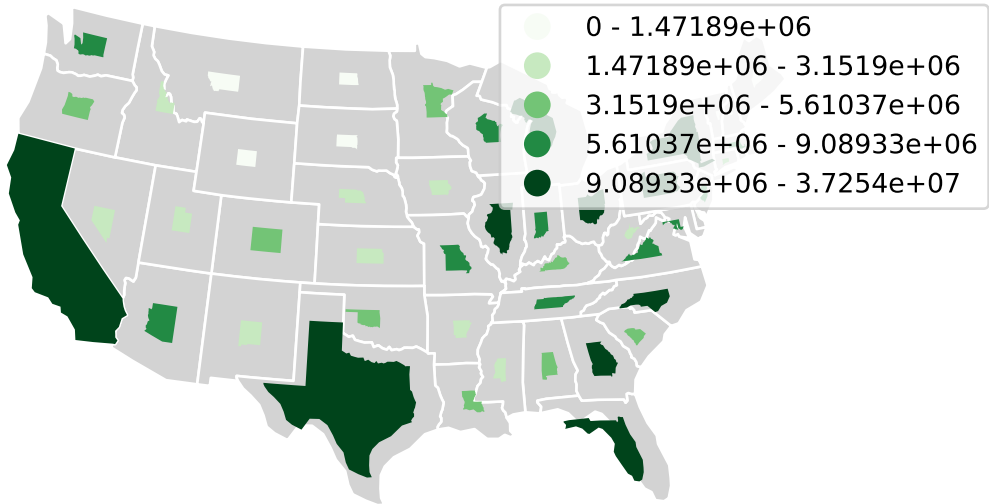 0 - 1.47189e+06
1.47189e+06 - 3.1519e+06
3.1519e+06 - 5.61037e+06
5.61037e+06 - 9.08933e+06
9.08933e+06 - 3.7254e+07